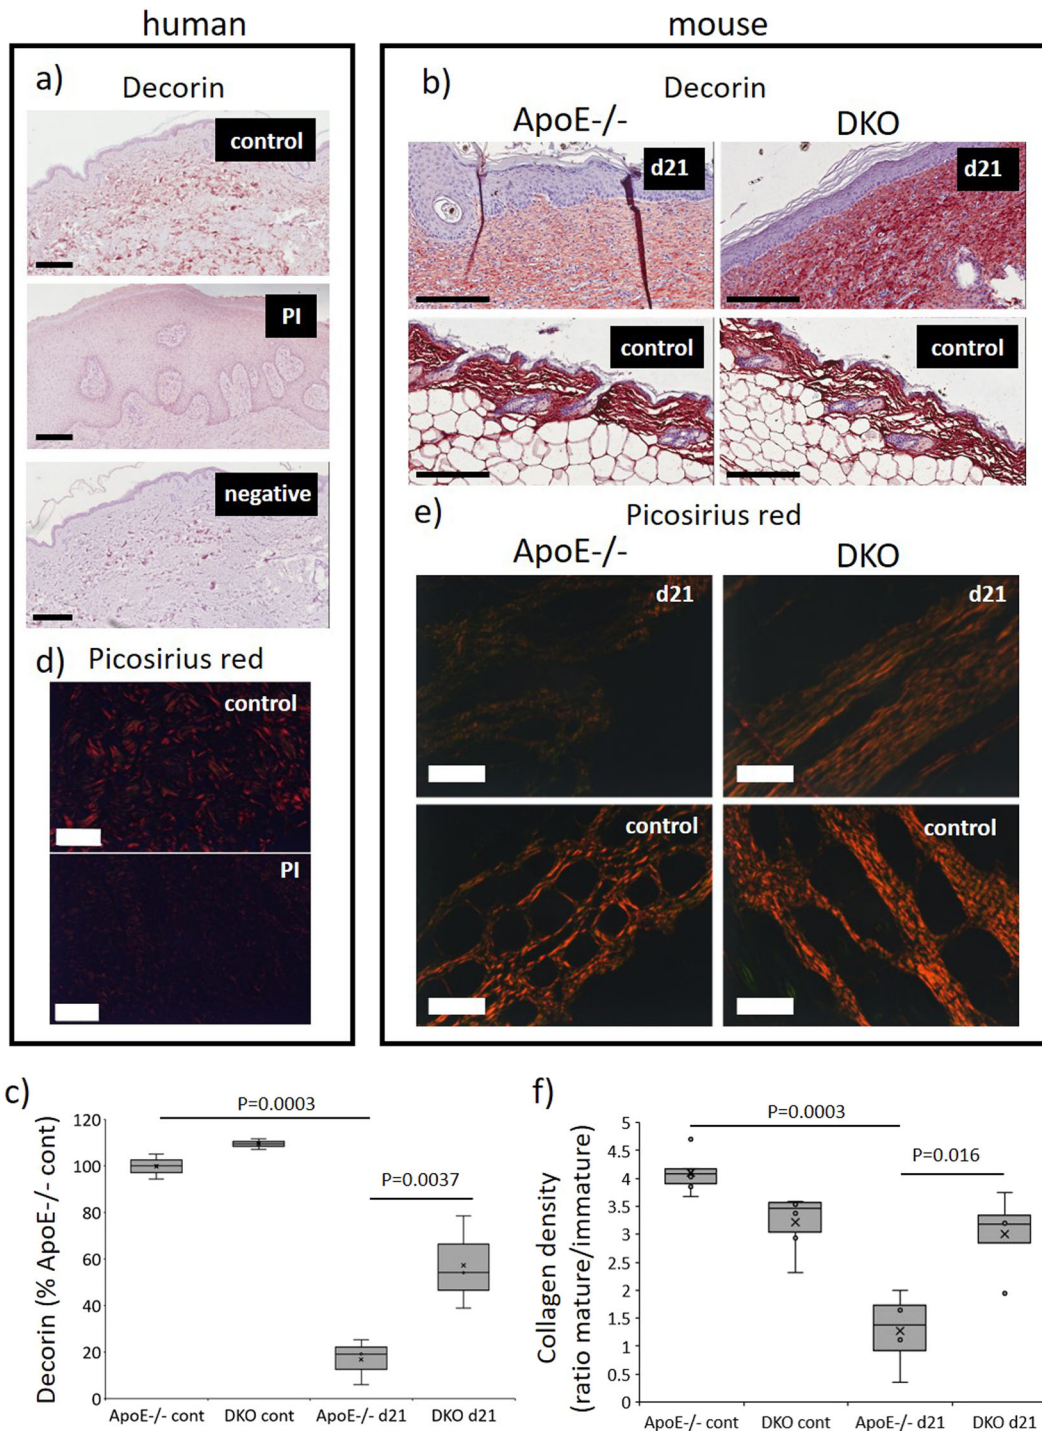 human
mouse
a)
Decorin
control
PI
negative
d)
Picosirius red
control
PI
b)
Decorin
ApoE-/-
DKO
d21
d21
control
control
e)
Picosirius red
ApoE-/-
DKO
d21
d21
control
control
c)
Decorin (% ApoE-/- cont)
120
100
80
60
40
20
0
P=0.0003
P=0.0037
ApoE-/- cont
DKO cont
ApoE-/- d21
DKO d21
f)
Collagen density
(ratio mature/immature)
5
4.5
4
3.5
3
2.5
2
1.5
1
0.5
0
P=0.0003
P=0.016
ApoE-/- cont
DKO cont
ApoE-/- d21
DKO d21